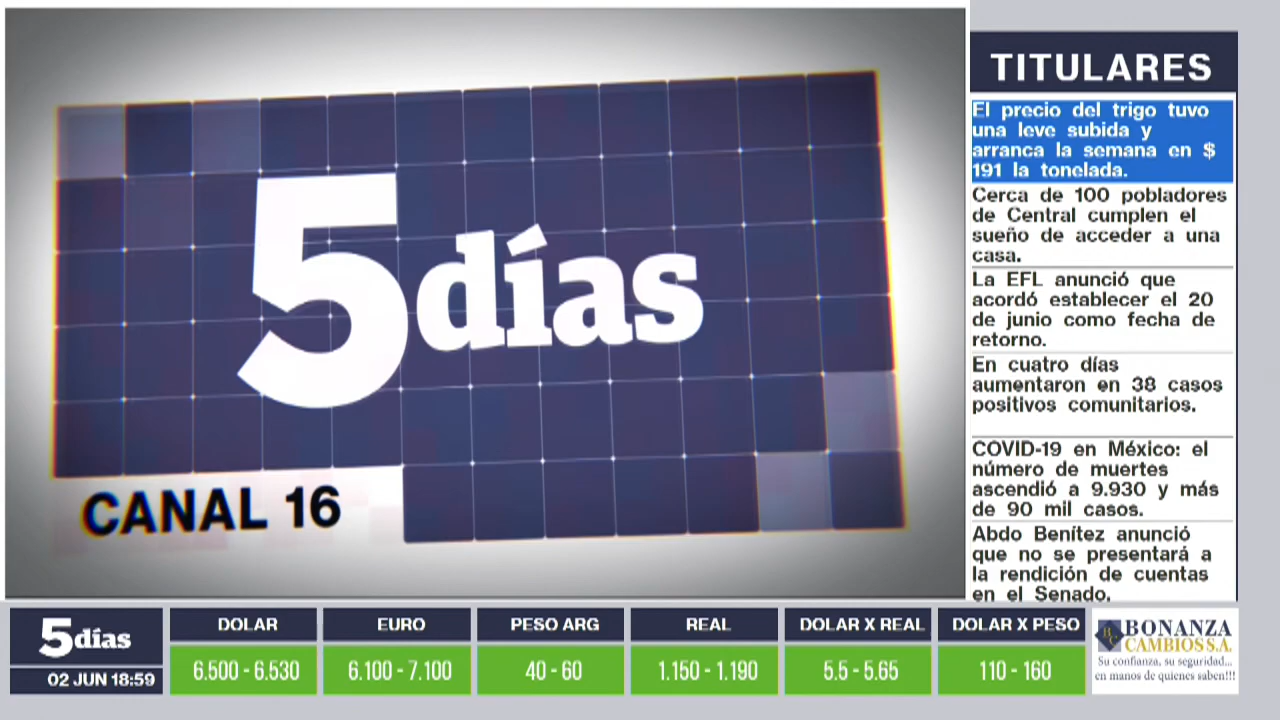 5días
CANAL 16
TITULARES
El precio del trigo tuvo
una leve subida y
arranca la semana en $
191 la tonelada.
Cerca de 100 pobladores
de Central cumplen el
sueño de acceder a una
casa.
La EFL anunció que
acordó establecer el 20
de junio como fecha de
retorno.
En cuatro días
aumentaron en 38 casos
positivos comunitarios.
COVID-19 en México: el
número de muertes
ascendió a 9.930 y más
de 90 mil casos.
Abdo Benítez anunció
que no se presentará a
la rendición de cuentas
en el Senado.
5días
02 JUN 18:59
DOLAR
6.500 - 6.530
EURO
6.100 - 7.100
PESO ARG
40 - 60
REAL
1.150 - 1.190
DOLAR X REAL
5.5 - 5.65
DOLAR X PESO
110 - 160
BONANZA
CAMBIOS S.A.
Su confianza, su seguridad...
en manos de quienes saben!!!